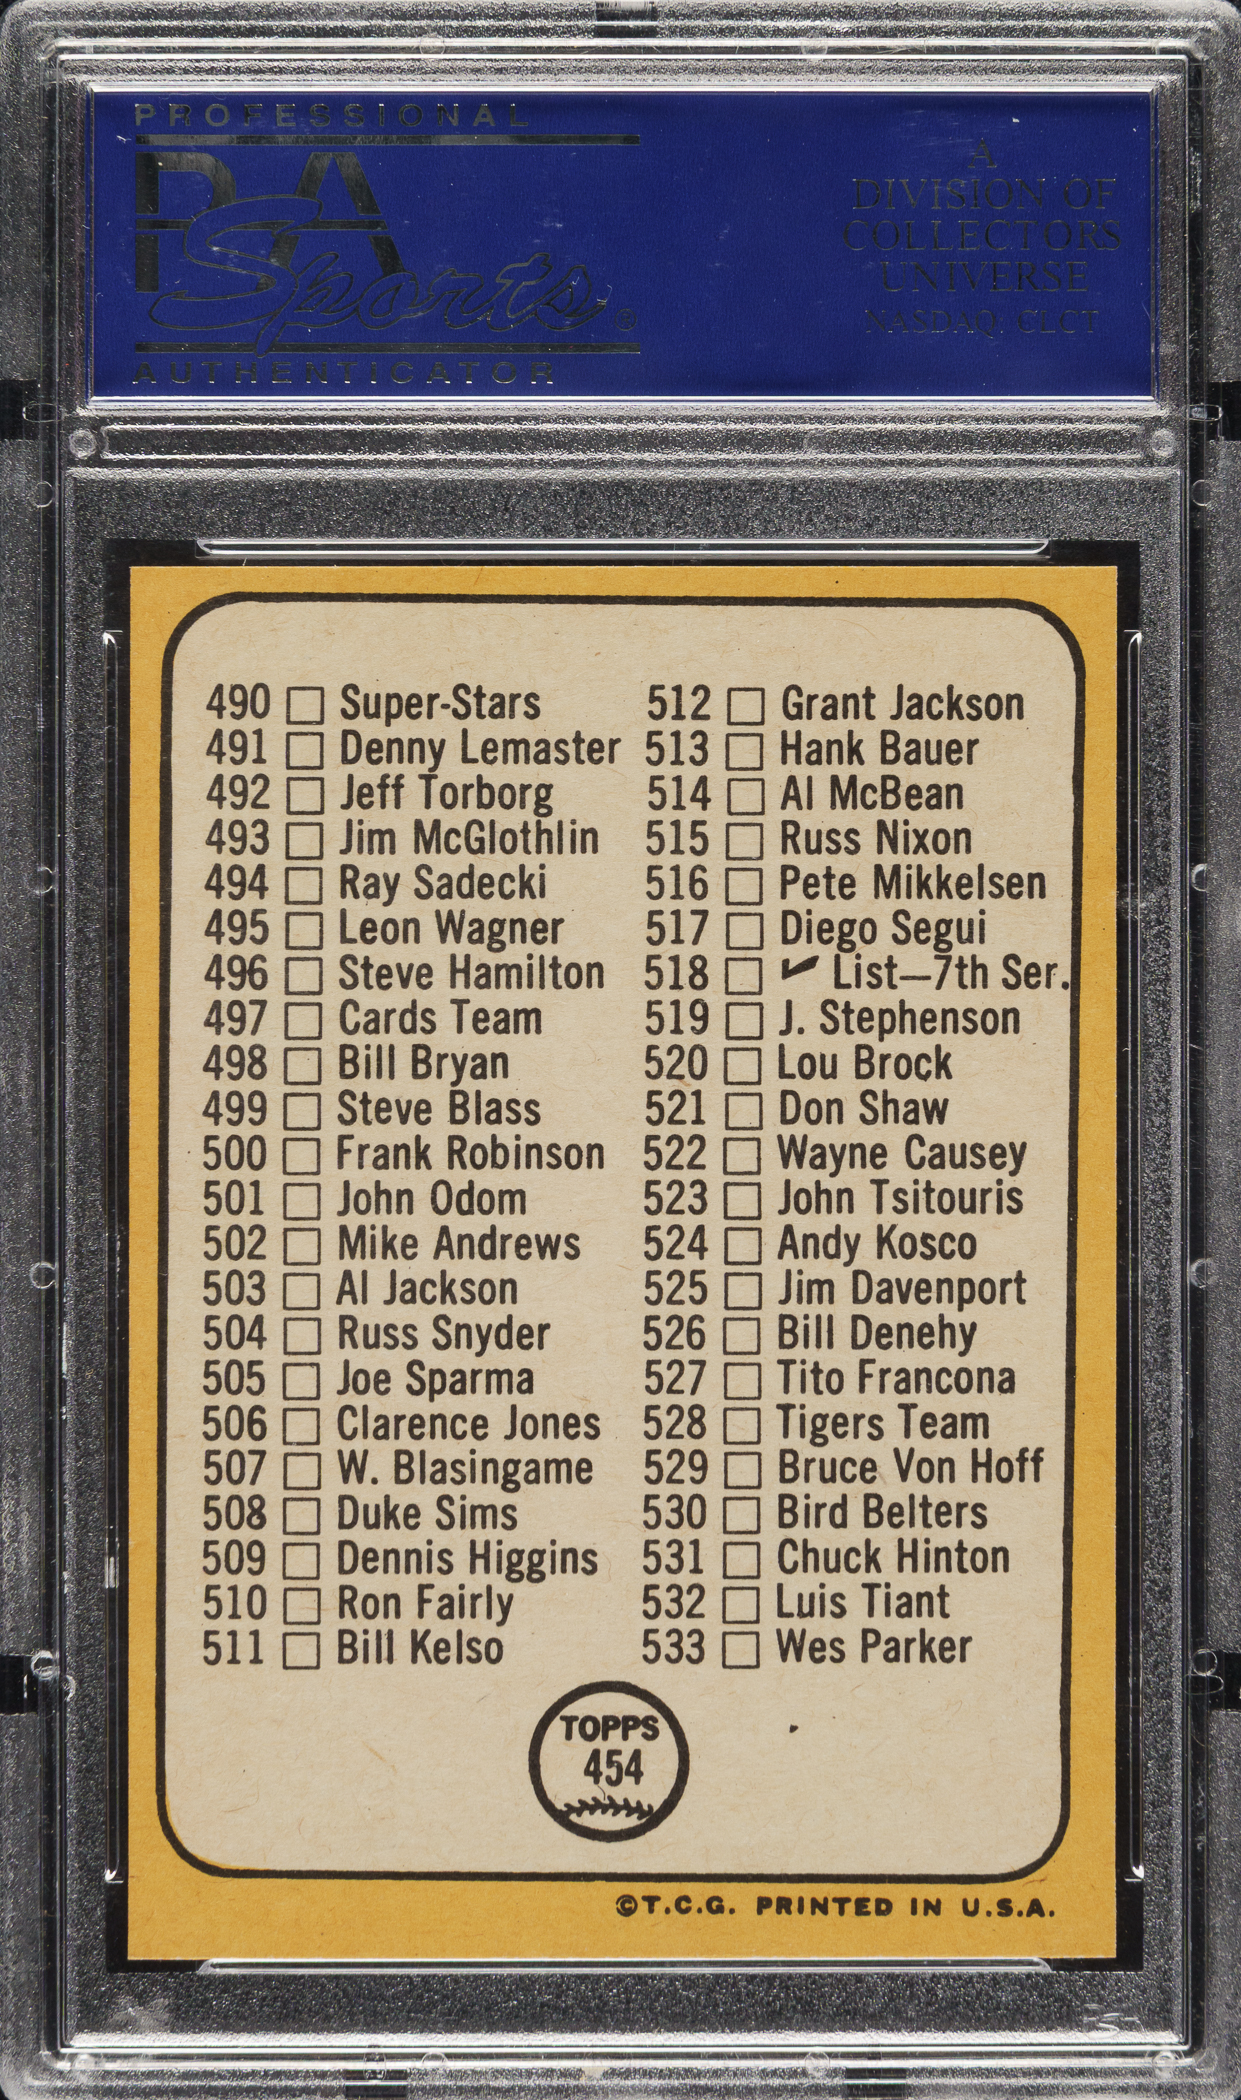 PROFESSIONAL
PSA
Sports®
AUTHENTICATOR
A
DIVISION OF
COLLECTORS
UNIVERSE
NASDAQ: CLCT
490 □ Super-Stars
491 □ Denny Lemaster
492 □ Jeff Torborg
493 □ Jim McGlothlin
494 □ Ray Sadecki
495 □ Leon Wagner
496 □ Steve Hamilton
497 □ Cards Team
498 □ Bill Bryan
499 □ Steve Blass
500 □ Frank Robinson
501 □ John Odom
502 □ Mike Andrews
503 □ Al Jackson
504 □ Russ Snyder
505 □ Joe Sparma
506 □ Clarence Jones
507 □ W. Blasingame
508 □ Duke Sims
509 □ Dennis Higgins
510 □ Ron Fairly
511 □ Bill Kelso
512 □ Grant Jackson
513 □ Hank Bauer
514 □ Al McBean
515 □ Russ Nixon
516 □ Pete Mikkelsen
517 □ Diego Segui
518 □ ✔ List—7th Ser.
519 □ J. Stephenson
520 □ Lou Brock
521 □ Don Shaw
522 □ Wayne Causey
523 □ John Tsitouris
524 □ Andy Kosco
525 □ Jim Davenport
526 □ Bill Denehy
527 □ Tito Francona
528 □ Tigers Team
529 □ Bruce Von Hoff
530 □ Bird Belters
531 □ Chuck Hinton
532 □ Luis Tiant
533 □ Wes Parker
TOPPS
454
©T.C.G. PRINTED IN U.S.A.